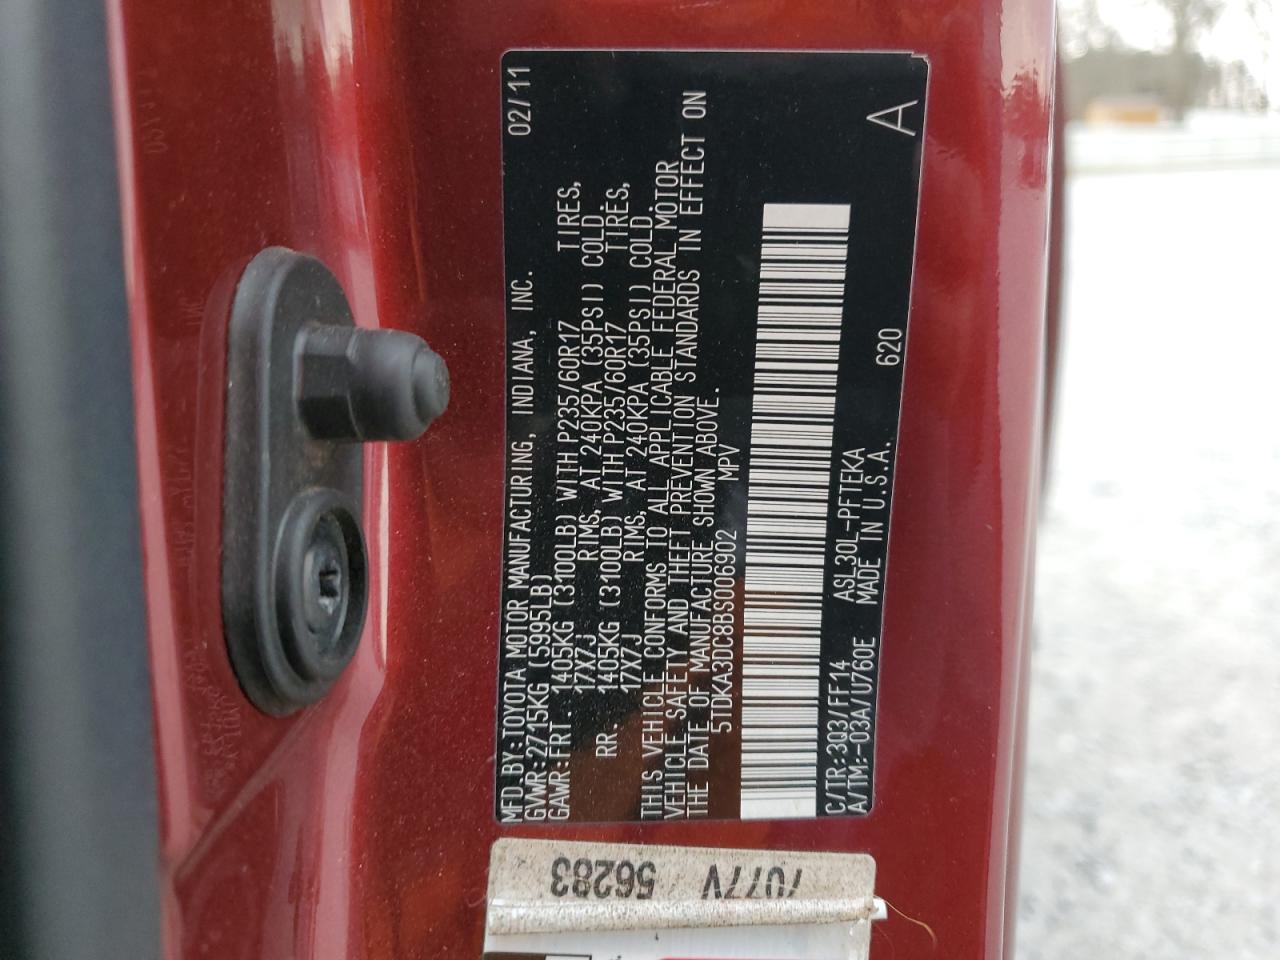 MFD.BY:TOYOTA MOTOR MANUFACTURING, INDIANA, INC. 02/11
GVWR:2715KG (5995LB)
GAWR:FRT. 1405KG (3100LB) WITH P235/60R17 TIRES,
17X7J RIMS, AT 240KPA (35PSI) COLD.
RR. 1405KG (3100LB) WITH P235/60R17 TIRES,
17X7J RIMS, AT 240KPA (35PSI) COLD.
THIS VEHICLE CONFORMS TO ALL APPLICABLE FEDERAL MOTOR
VEHICLE SAFETY AND THEFT PREVENTION STANDARDS IN EFFECT ON
THE DATE OF MANUFACTURE SHOWN ABOVE.
5TDKA3DC8BS006902 MPV
C/TR:3Q3/FF14 ASL30L-PFTEKA 620 A
A/TM:-03A/U760E MADE IN U.S.A.
7077V 56283